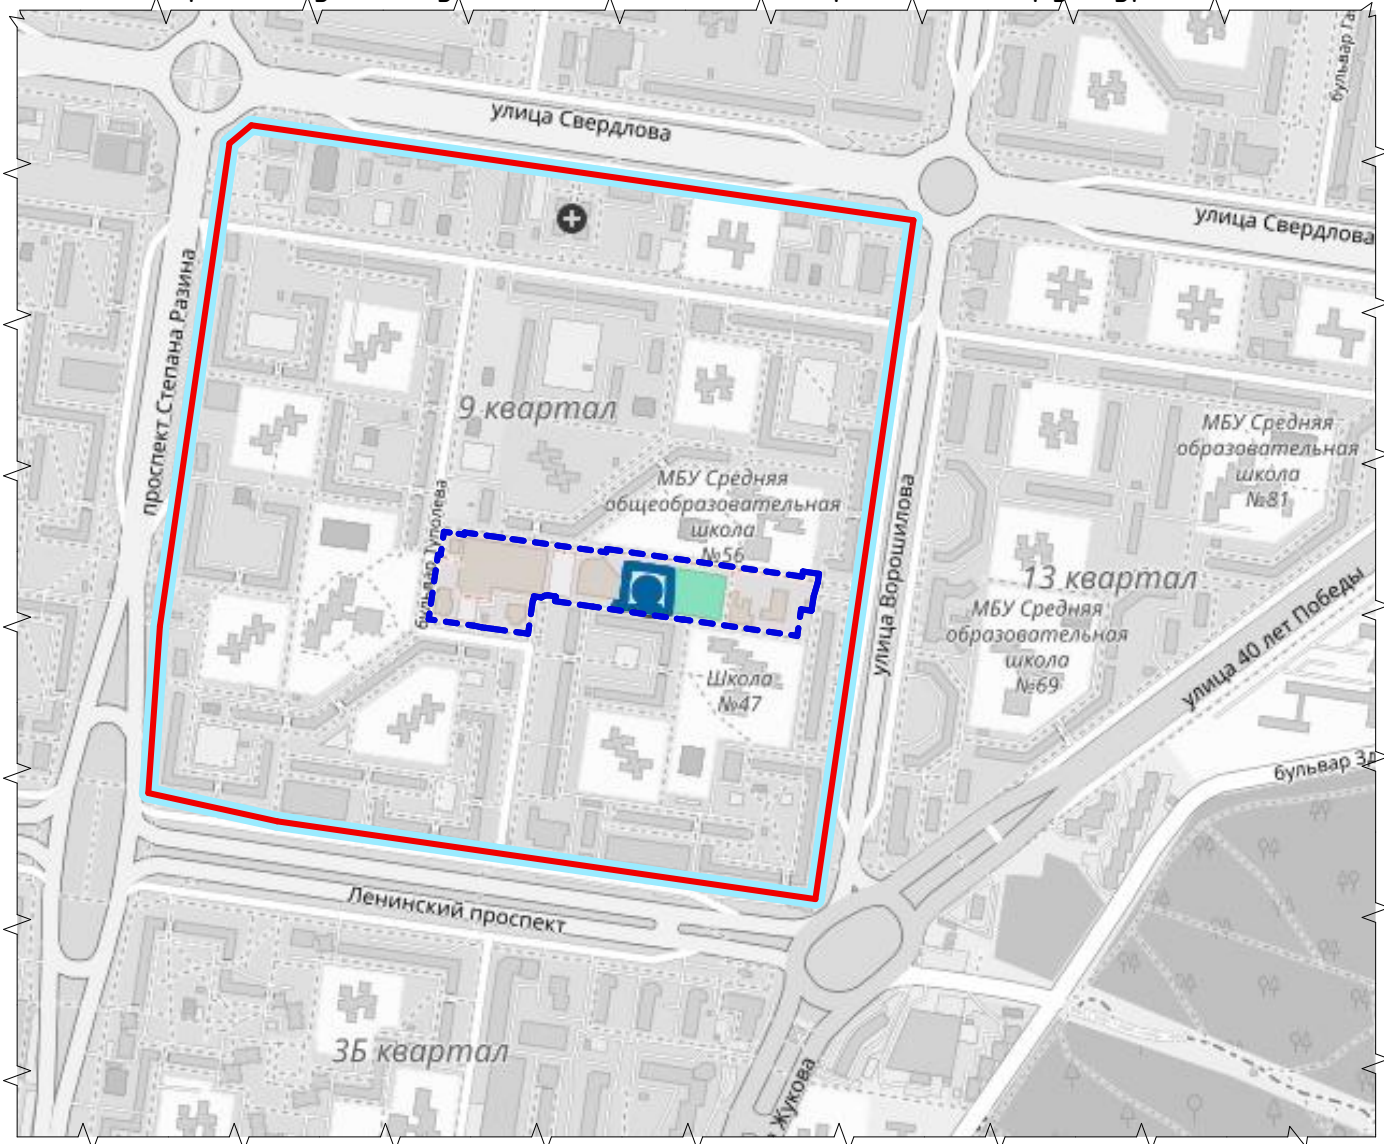 улица Свердлова
улица Свердлова
проспект Степана Разина
9 квартал
МБУ Средняя
общеобразовательная
школа
№56
МБУ Средняя
образовательная
школа
№81
бульвар Туполева
улица Ворошилова
13 квартал
МБУ Средняя
образовательная
школа
№69
улица 40 лет Победы
Школа
№47
бульвар
Ленинский проспект
3Б квартал
Жукова
бульвар